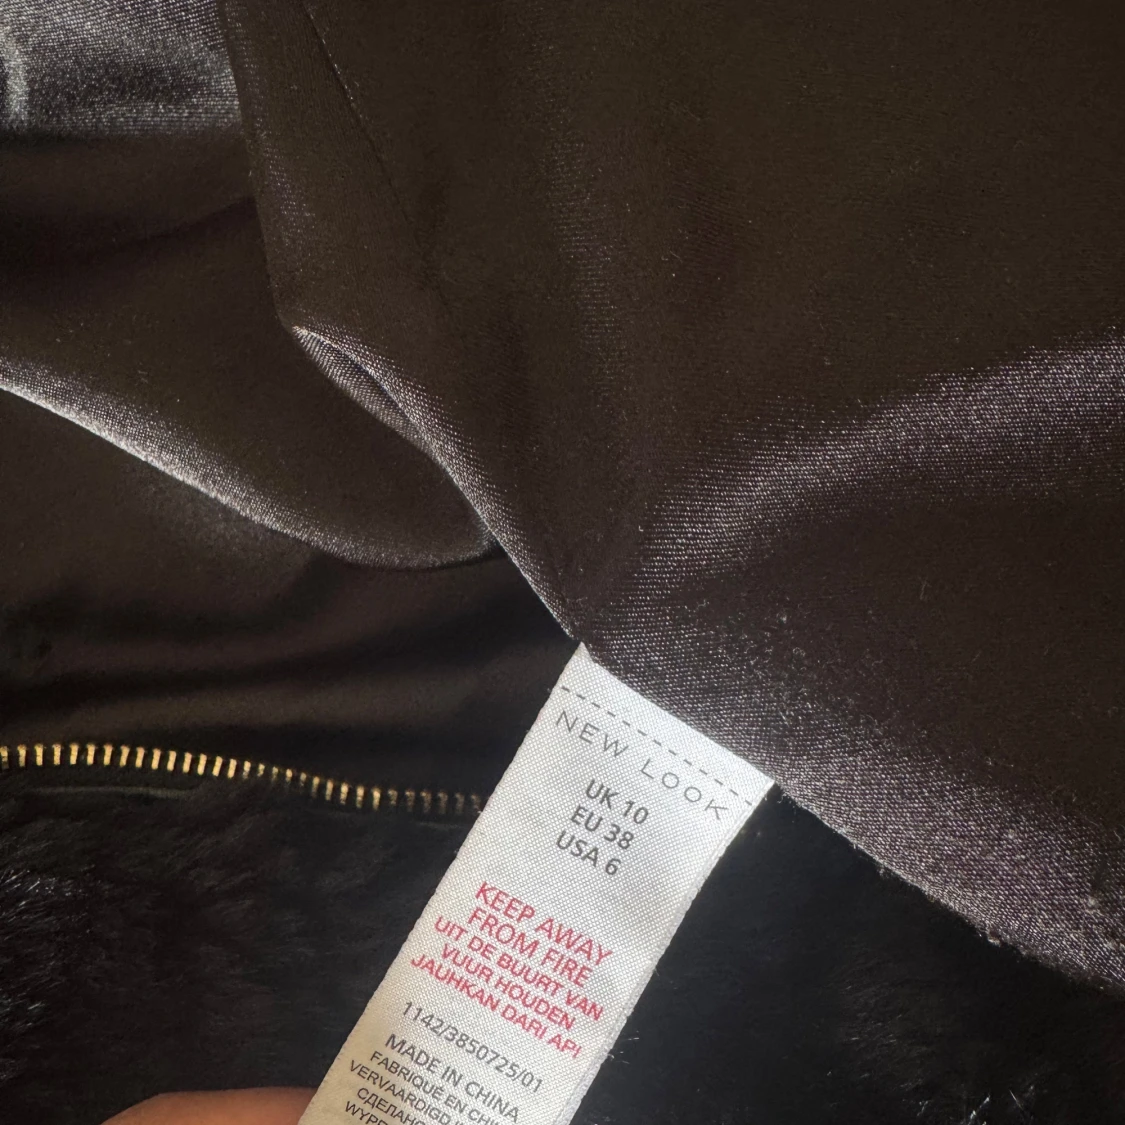 NEW LOOK
UK 10
EU 38
USA 6
KEEP AWAY
FROM FIRE
UIT DE BUURT VAN
VUUR HOUDEN
JAUHKAN DARI API
1142/3850725/01
MADE IN CHINA
FABRIQUÉ EN
VERVAARDIGD